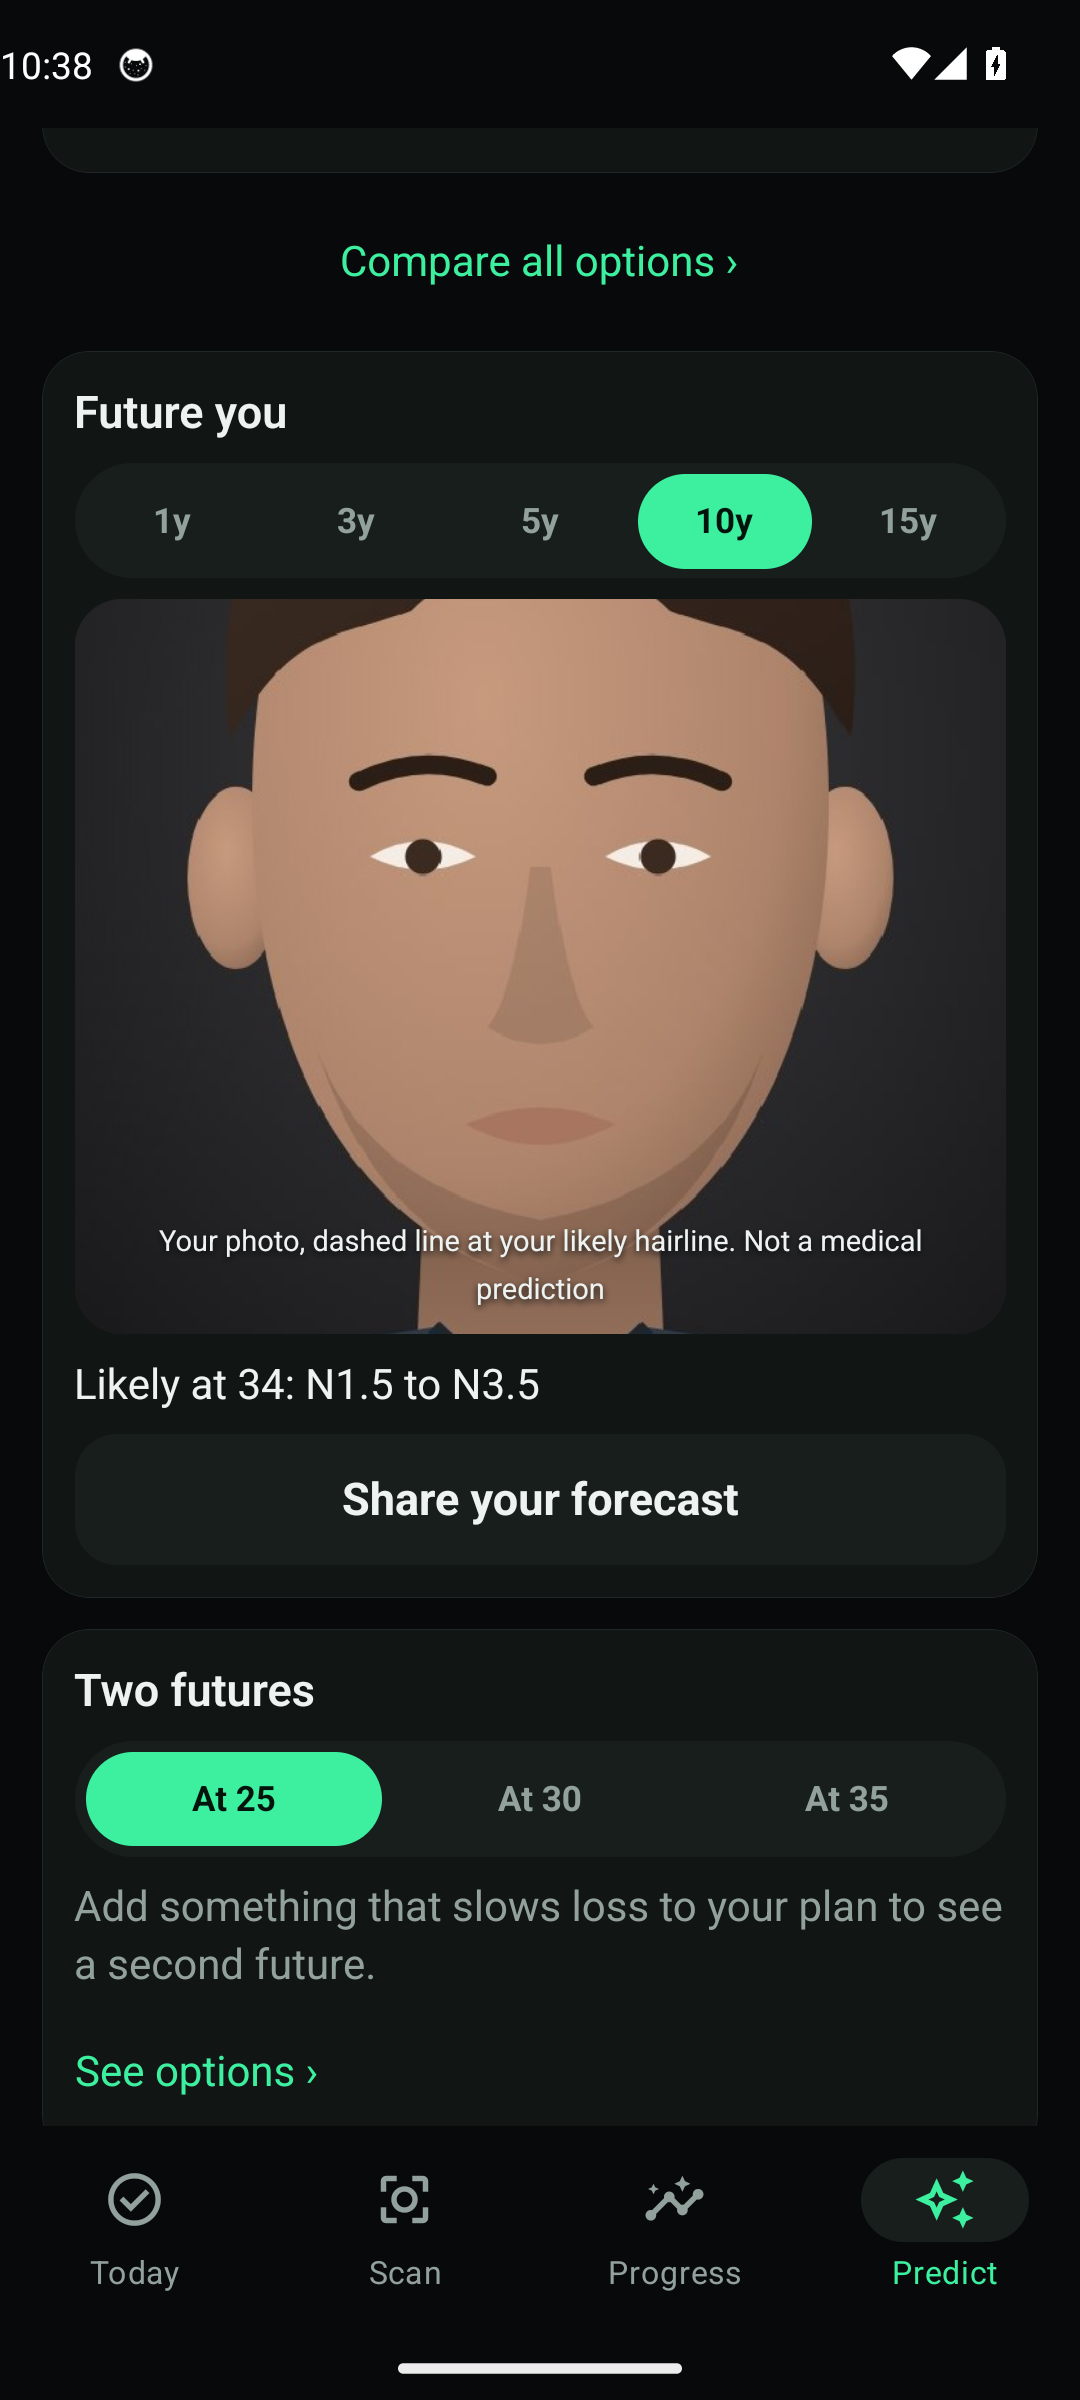 10:38
Compare all options ›
Future you
1y 3y 5y 10y 15y
Your photo, dashed line at your likely hairline. Not a medical
prediction
Likely at 34: N1.5 to N3.5
Share your forecast
Two futures
At 25 At 30 At 35
Add something that slows loss to your plan to see
a second future.
See options ›
Today Scan Progress Predict